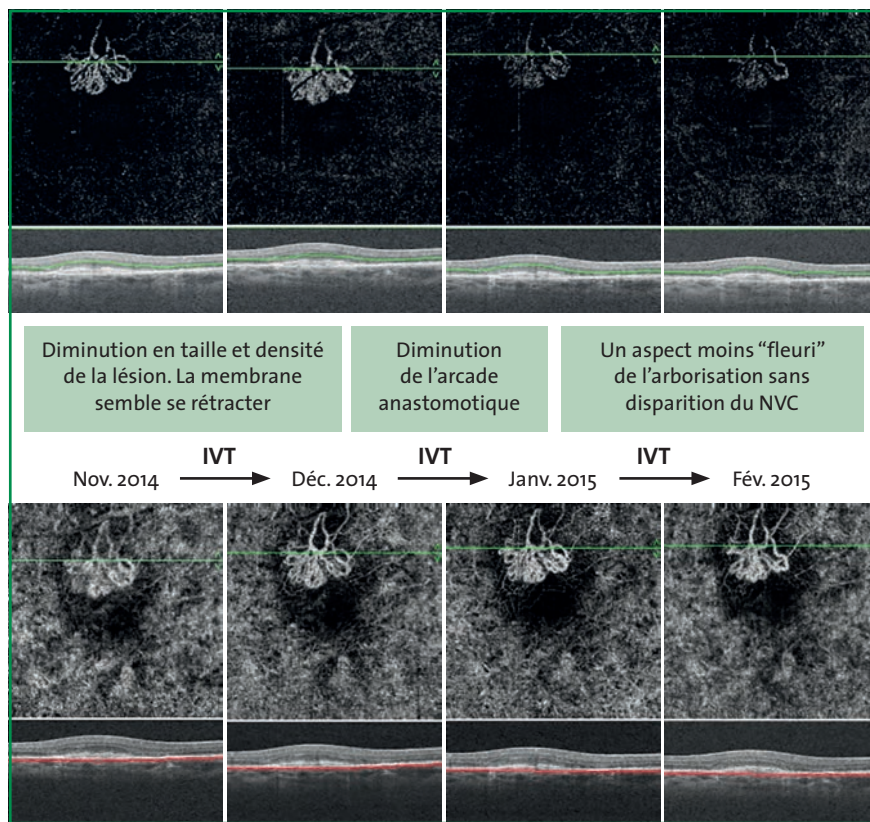 Diminution en taille et densité
de la lésion. La membrane
semble se rétracter
Diminution
de l’arcade
anastomotique
Un aspect moins “fleuri”
de l’arborisation sans
disparition du NVC
IVT IVT IVT
Nov. 2014 Déc. 2014 Janv. 2015 Fév. 2015